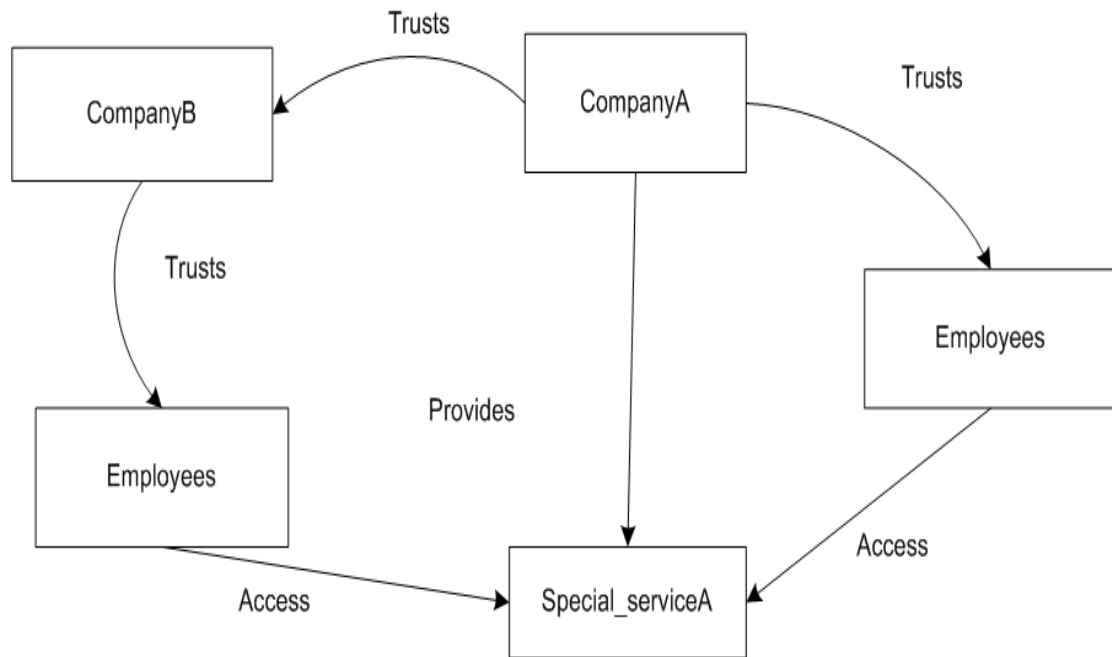 Trusts
CompanyB
CompanyA
Trusts
Trusts
Employees
Provides
Employees
Access
Access
Special_serviceA